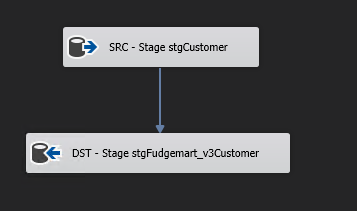 SRC - Stage stgCustomer
DST - Stage stgFudgemart_v3Customer